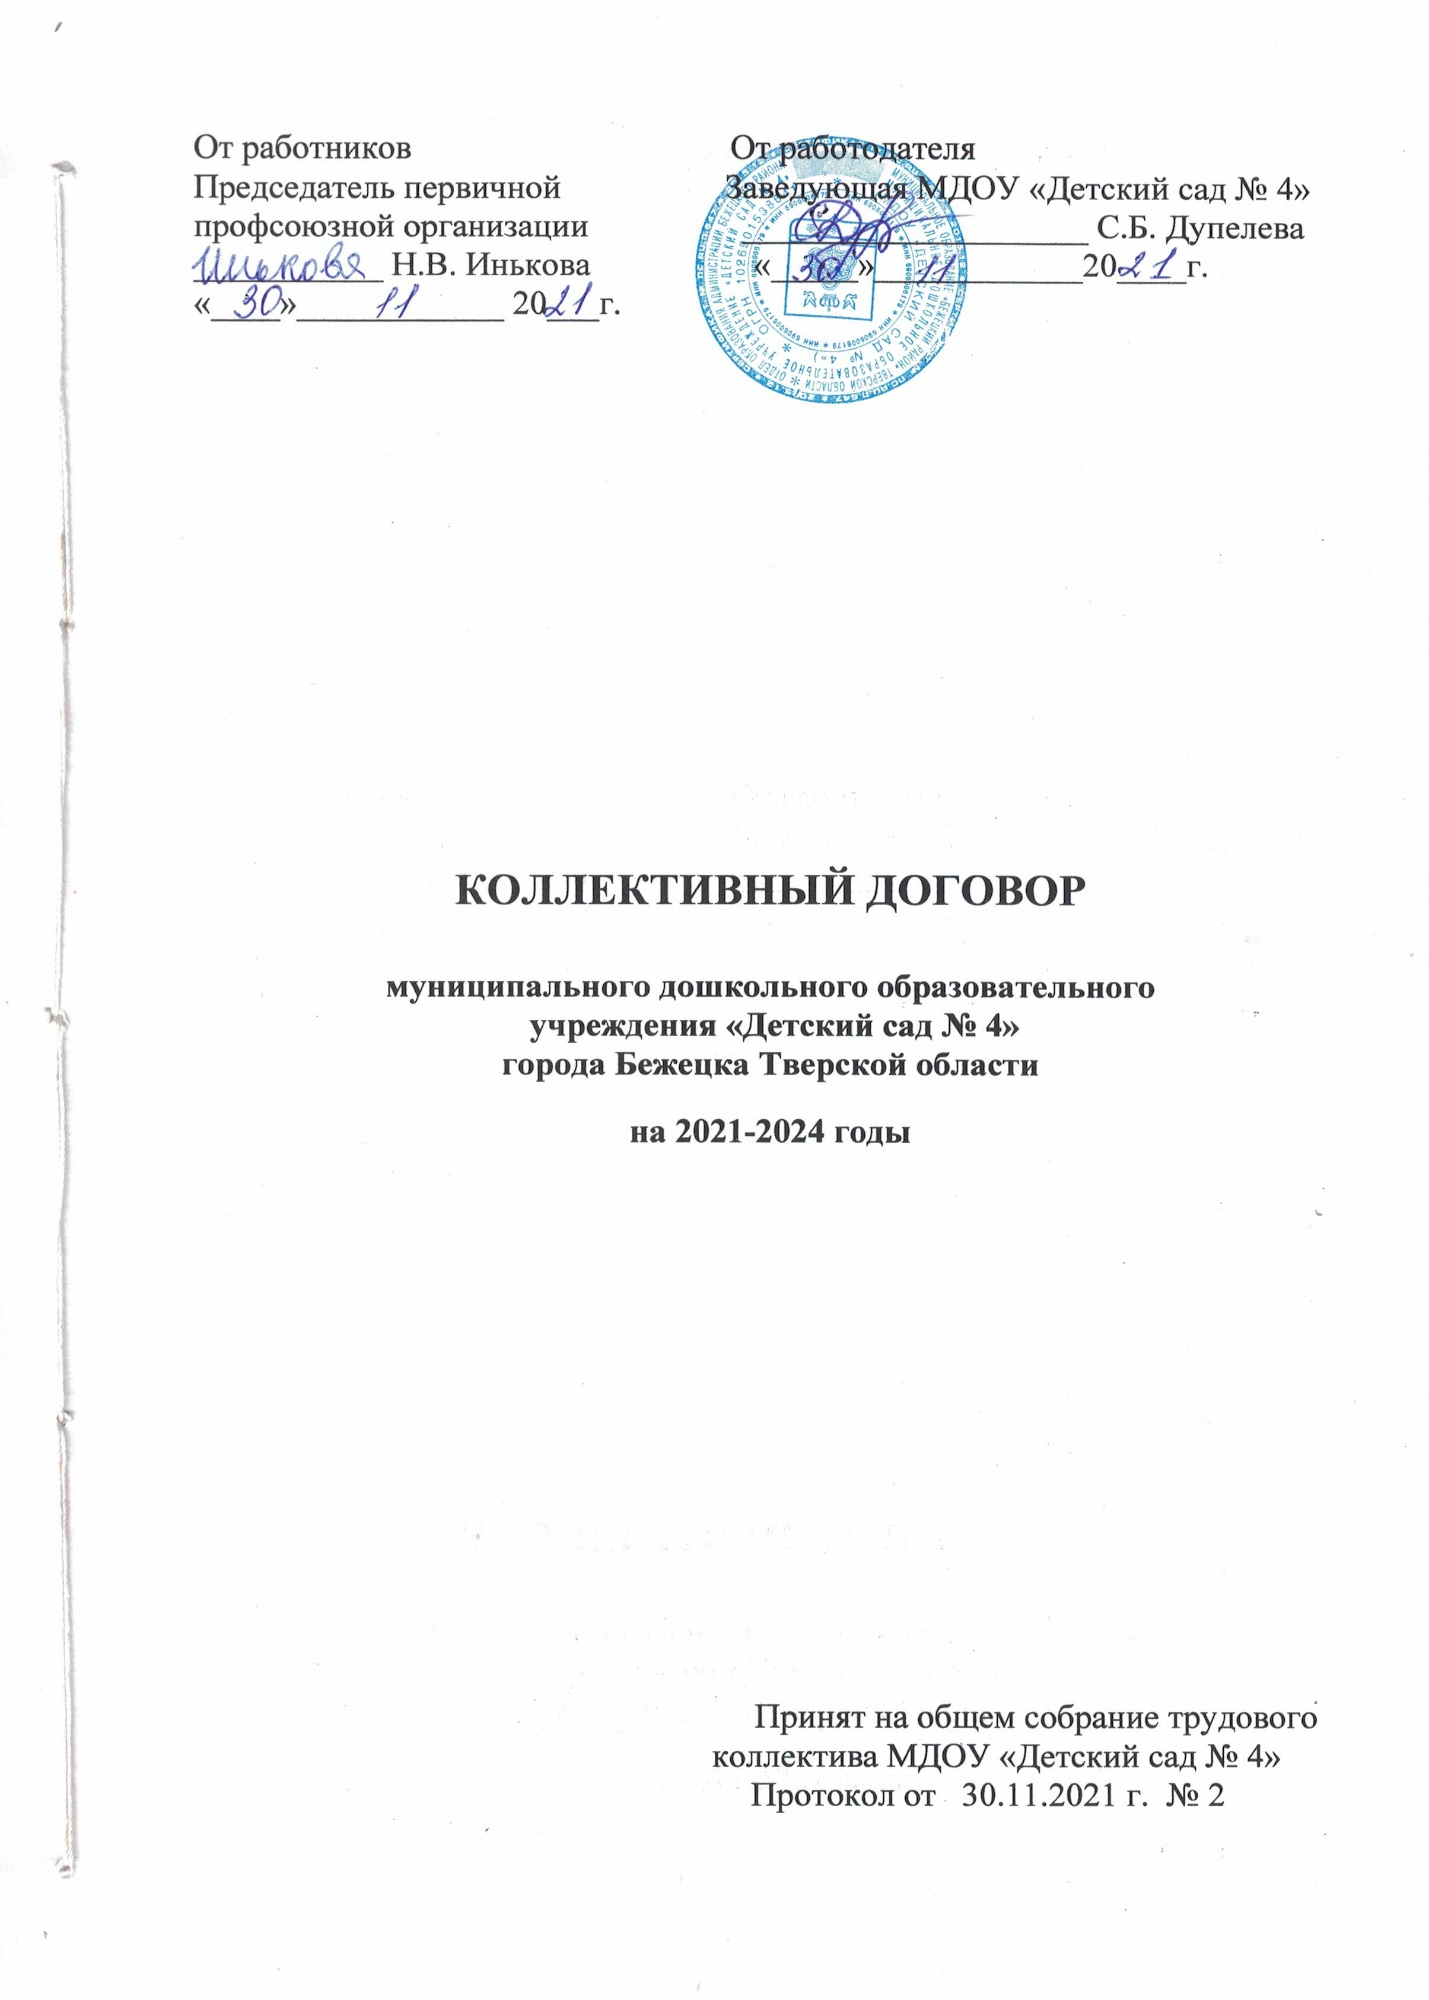 От работников
Председатель первичной
профсоюзной организации
Инькова Н.В. Инькова
«30» 11 2021 г.
От работодателя
Заведующая МДОУ «Детский сад № 4»
С.Б. Дупелева
«30» 11 2021 г.
КОЛЛЕКТИВНЫЙ ДОГОВОР
муниципального дошкольного образовательного
учреждения «Детский сад № 4»
города Бежецка Тверской области
на 2021-2024 годы
Принят на общем собрание трудового
коллектива МДОУ «Детский сад № 4»
Протокол от 30.11.2021 г. № 2